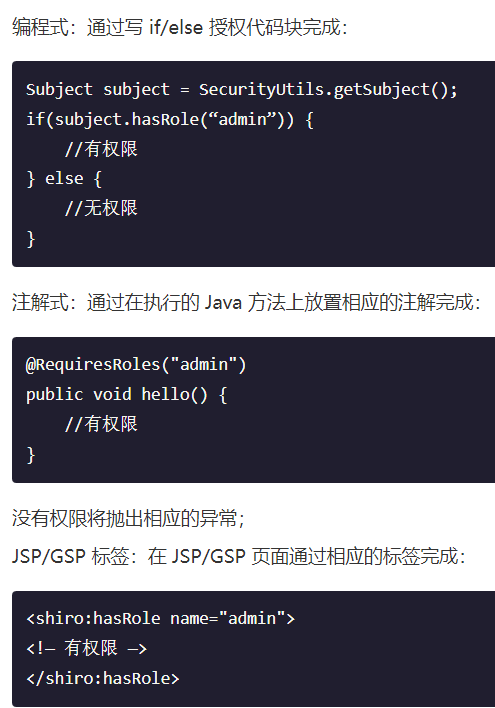 编程式：通过写 if/else 授权代码块完成：
Subject subject = SecurityUtils.getSubject();
if(subject.hasRole(“admin”)) {
    //有权限
} else {
    //无权限
}
注解式：通过在执行的 Java 方法上放置相应的注解完成：
@RequiresRoles("admin")
public void hello() {
    //有权限
}
没有权限将抛出相应的异常；
JSP/GSP 标签：在 JSP/GSP 页面通过相应的标签完成：
<shiro:hasRole name="admin">
<!— 有权限 —>
</shiro:hasRole>